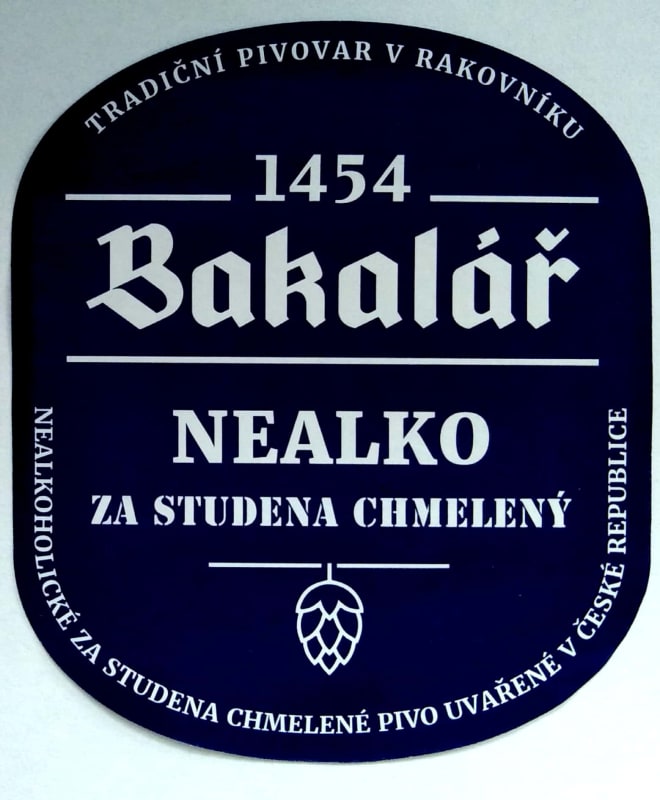 TRADIČNÍ PIVOVAR V RAKOVNÍKU
1454
Bakalář
NEALKO
ZA STUDENA CHMELENÝ
NEALKOHOLICKÉ ZA STUDENA CHMELENÉ PIVO UVAŘENÉ V ČESKÉ REPUBLICE